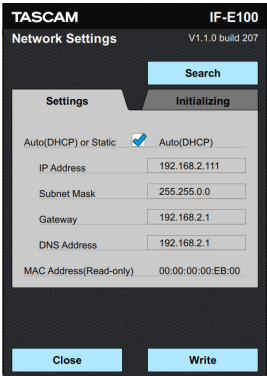 TASCAM IF-E100
Network Settings V1.1.0 build 207
Search
Settings Initializing
Auto(DHCP) or Static Auto(DHCP)
IP Address 192.168.2.111
Subnet Mask 255.255.0.0
Gateway 192.168.2.1
DNS Address 192.168.2.1
MAC Address(Read-only) 00:00:00:00:EB:00
Close Write